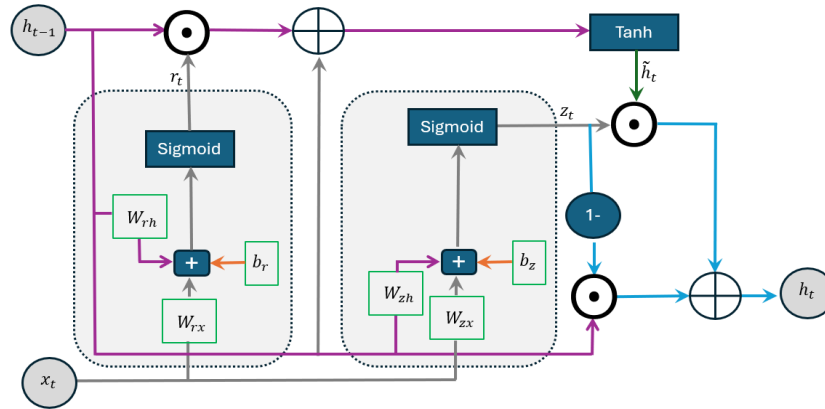 h_{t−1}
Tanh
r_t
h̃_t
z_t
Sigmoid
Sigmoid
W_{rh}
1-
+
b_r
+
b_z
W_{zh}
h_t
W_{rx}
W_{zx}
x_t